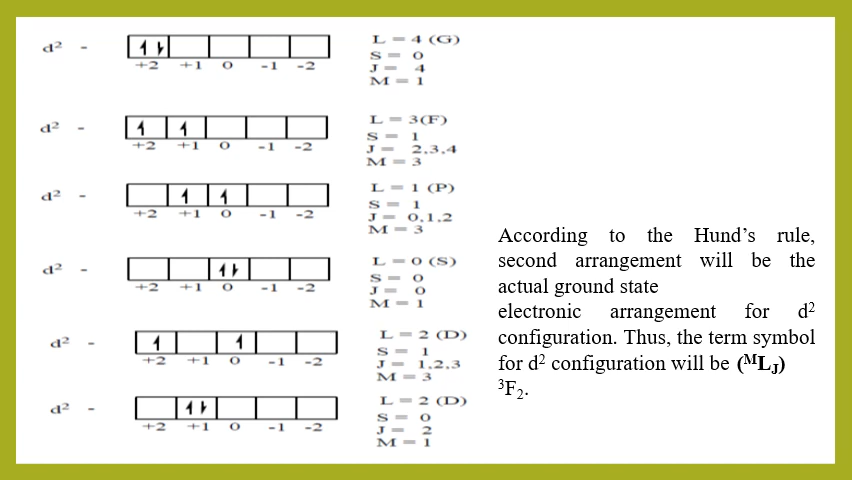 d² - L = 4 (G)
S = 0
J = 4
+2 +1 0 -1 -2
M = 1
d² - L = 3(F)
S = 1
+2 +1 0 -1 -2
J = 2,3,4
M = 3
d² - L = 1 (P)
S = 1
+2 +1 0 -1 -2
J = 0,1,2
M = 3
d² - L = 0 (S)
S = 0
+2 +1 0 -1 -2
J = 0
M = 1
d² - L = 2 (D)
S = 1
+2 +1 0 -1 -2
J = 1,2,3
M = 3
d² - L = 2 (D)
S = 0
+2 +1 0 -1 -2
J = 2
M = 1
According to the Hund’s rule,
second arrangement will be the
actual ground state
electronic arrangement for d²
configuration. Thus, the term symbol
for d² configuration will be (ᴹLⱼ)
³F₂.